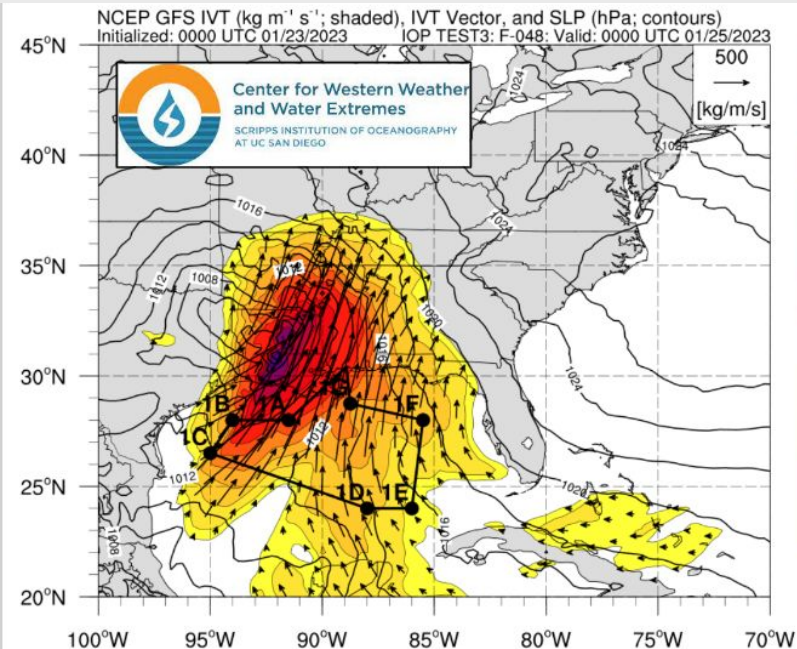 NCEP GFS IVT (kg m⁻¹ s⁻¹; shaded), IVT Vector, and SLP (hPa; contours)
Initialized: 0000 UTC 01/23/2023 IOP TEST3: F-048: Valid: 0000 UTC 01/25/2023
45°N
500
[kg/m/s]
Center for Western Weather
and Water Extremes
SCRIPPS INSTITUTION OF OCEANOGRAPHY
AT UC SAN DIEGO
1024
1024
40°N
1016
1024
35°N
1012
1008
1012
1020
1016
30°N
1024
1B
1A
1G
1F
1C
1012
1012
25°N
1020
1D
1E
1016
1008
20°N
100°W
95°W
90°W
85°W
80°W
75°W
70°W